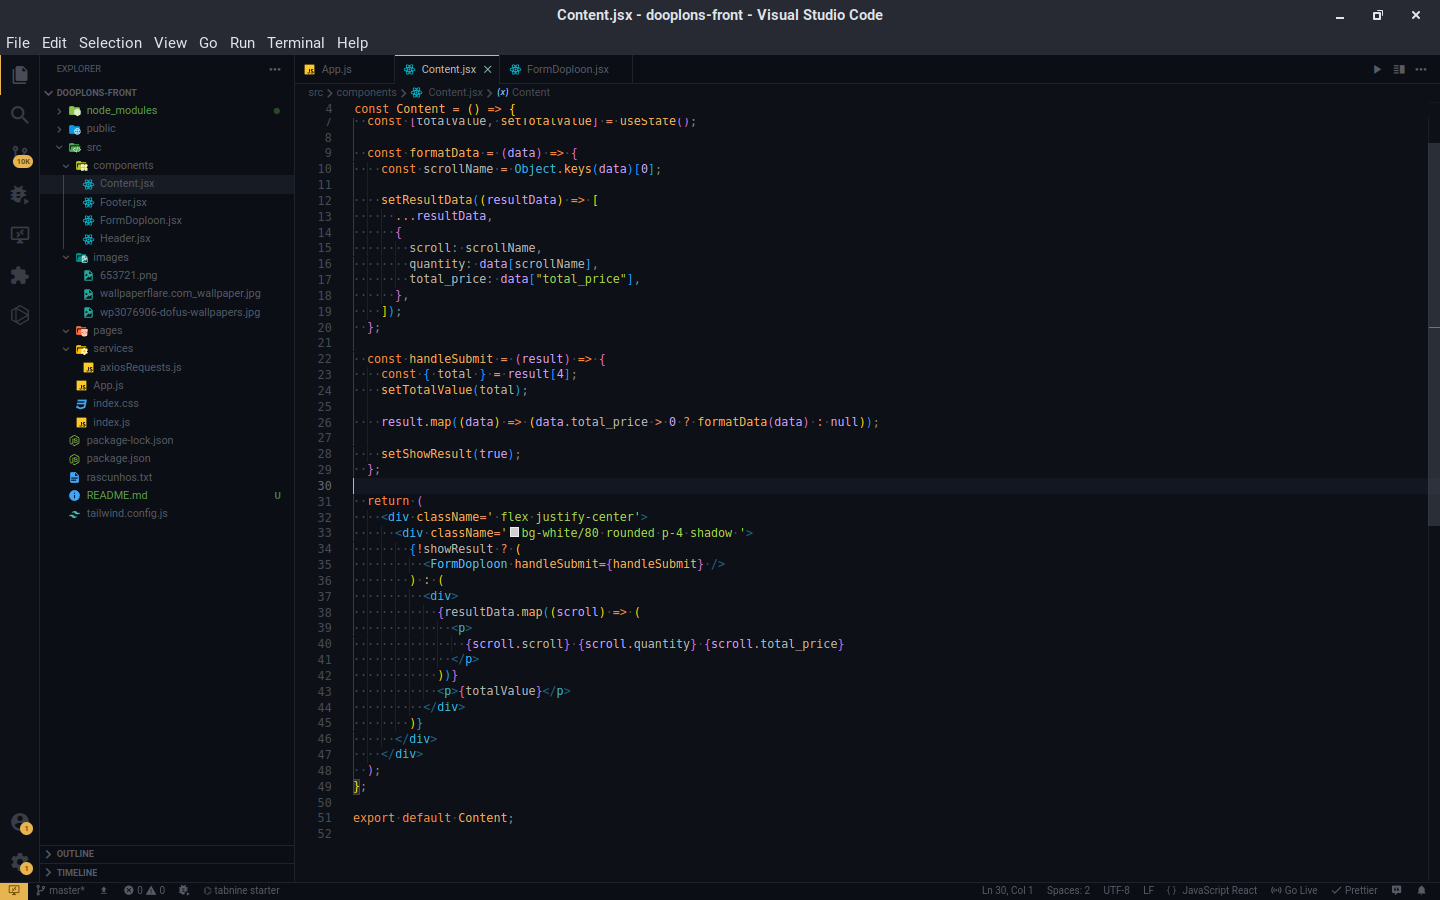 Content.jsx - dooplons-front - Visual Studio Code
File Edit Selection View Go Run Terminal Help
EXPLORER
DOOPLONS-FRONT
node_modules
public
src
components
Content.jsx
Footer.jsx
FormDoploon.jsx
Header.jsx
images
653721.png
wallpaperflare.com_wallpaper.jpg
wp3076906-dofus-wallpapers.jpg
pages
services
axiosRequests.js
App.js
index.css
index.js
package-lock.json
package.json
rascunhos.txt
README.md U
tailwind.config.js
OUTLINE
TIMELINE
10K
1
1
App.js Content.jsx FormDoploon.jsx
src > components > Content.jsx > Content
4 const Content = () => {
7 const [totalValue, setTotalValue] = useState();
8
9 const formatData = (data) => {
10 const scrollName = Object.keys(data)[0];
11
12 setResultData((resultData) => [
13 ...resultData,
14 {
15 scroll: scrollName,
16 quantity: data[scrollName],
17 total_price: data["total_price"],
18 },
19 ]);
20 };
21
22 const handleSubmit = (result) => {
23 const { total } = result[4];
24 setTotalValue(total);
25
26 result.map((data) => (data.total_price > 0 ? formatData(data) : null));
27
28 setShowResult(true);
29 };
30
31 return (
32 <div className=' flex justify-center'>
33 <div className='bg-white/80 rounded p-4 shadow '>
34 {!showResult ? (
35 <FormDoploon handleSubmit={handleSubmit} />
36 ) : (
37 <div>
38 {resultData.map((scroll) => (
39 <p>
40 {scroll.scroll} {scroll.quantity} {scroll.total_price}
41 </p>
42 ))}
43 <p>{totalValue}</p>
44 </div>
45 )}
46 </div>
47 </div>
48 );
49 };
50
51 export default Content;
52
master* 0 0 tabnine starter Ln 30, Col 1 Spaces: 2 UTF-8 LF {} JavaScript React Go Live Prettier